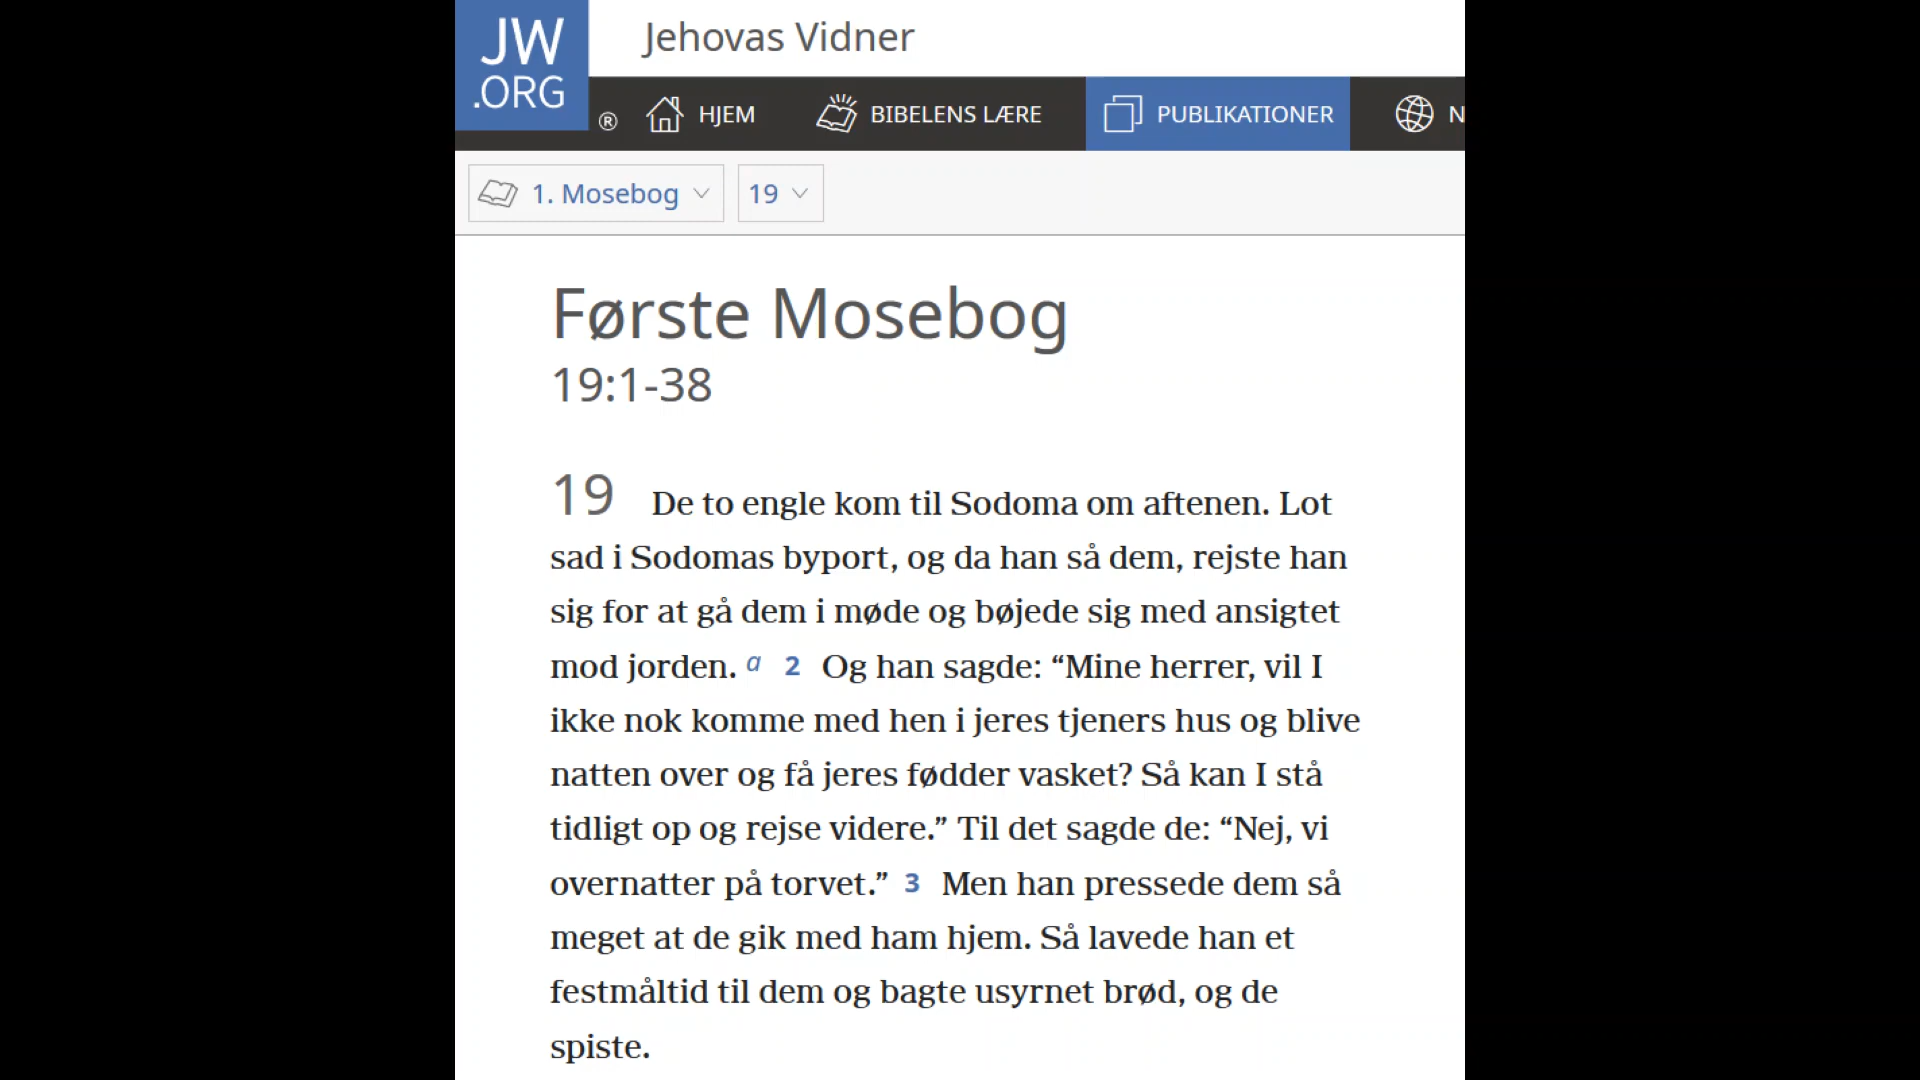 JW
.ORG
®
Jehovas Vidner
HJEM
BIBELENS LÆRE
PUBLIKATIONER
N
1. Mosebog
19
Første Mosebog
19:1-38
19 De to engle kom til Sodoma om aftenen. Lot
sad i Sodomas byport, og da han så dem, rejste han
sig for at gå dem i møde og bøjede sig med ansigtet
mod jorden. a 2 Og han sagde: “Mine herrer, vil I
ikke nok komme med hen i jeres tjeners hus og blive
natten over og få jeres fødder vasket? Så kan I stå
tidligt op og rejse videre.” Til det sagde de: “Nej, vi
overnatter på torvet.” 3 Men han pressede dem så
meget at de gik med ham hjem. Så lavede han et
festmåltid til dem og bagte usyrnet brød, og de
spiste.